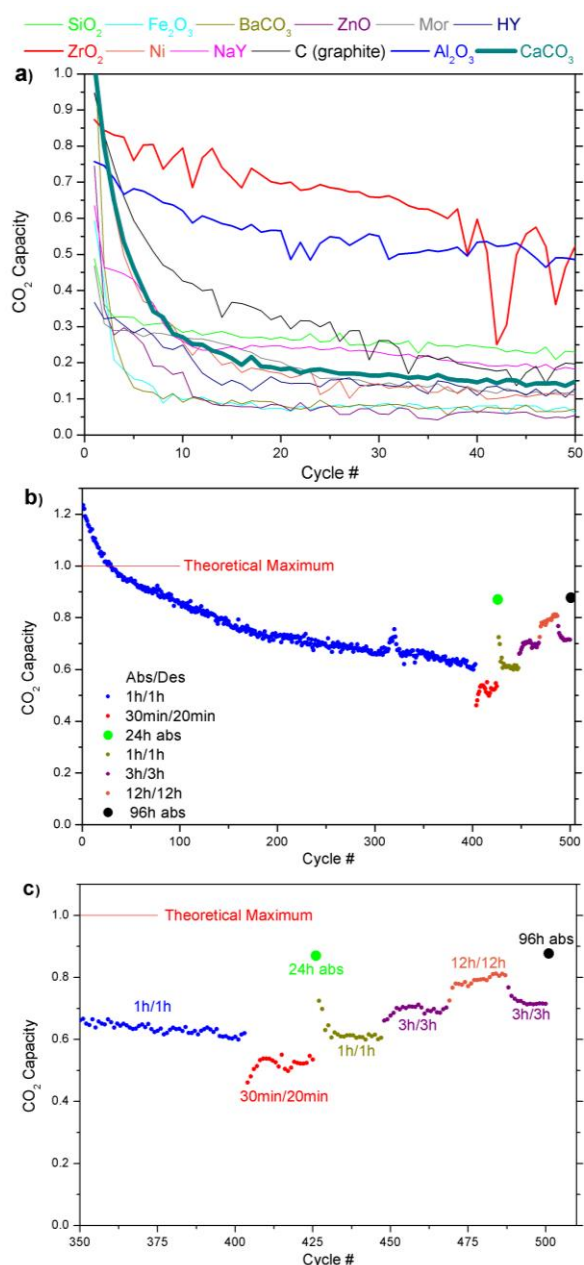 SiO₂ Fe₂O₃ BaCO₃ ZnO Mor HY
ZrO₂ Ni NaY C (graphite) Al₂O₃ CaCO₃
a)
1.0
0.9
0.8
0.7
0.6
0.5
0.4
0.3
0.2
0.1
0.0
CO₂ Capacity
0 10 20 30 40 50
Cycle #
b)
1.2
1.0
0.8
0.6
0.4
0.2
0.0
CO₂ Capacity
Theoretical Maximum
Abs/Des
1h/1h
30min/20min
24h abs
1h/1h
3h/3h
12h/12h
96h abs
0 100 200 300 400 500
Cycle #
c)
1.0
0.8
0.6
0.4
0.2
0.0
CO₂ Capacity
Theoretical Maximum
96h abs
12h/12h
24h abs
1h/1h
3h/3h
3h/3h
1h/1h
30min/20min
350 375 400 425 450 475 500
Cycle #